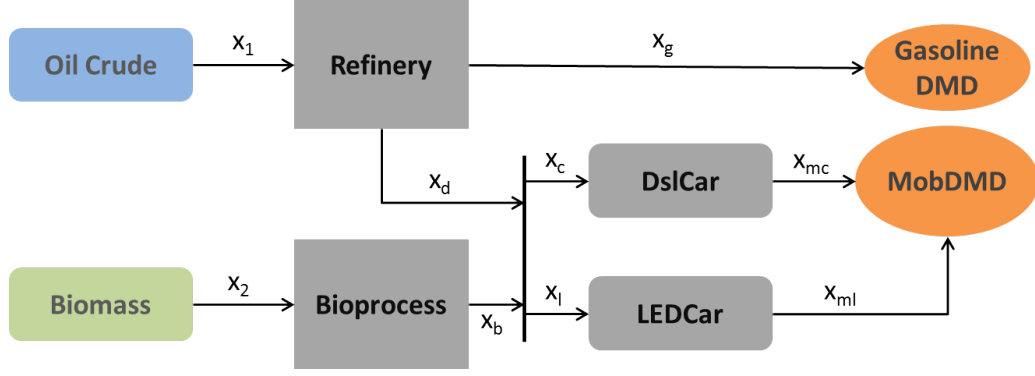 Oil Crude
x1
Refinery
xg
Gasoline
DMD
xd
xc
DslCar
xmc
MobDMD
Biomass
x2
Bioprocess
xb
xl
LEDCar
xml